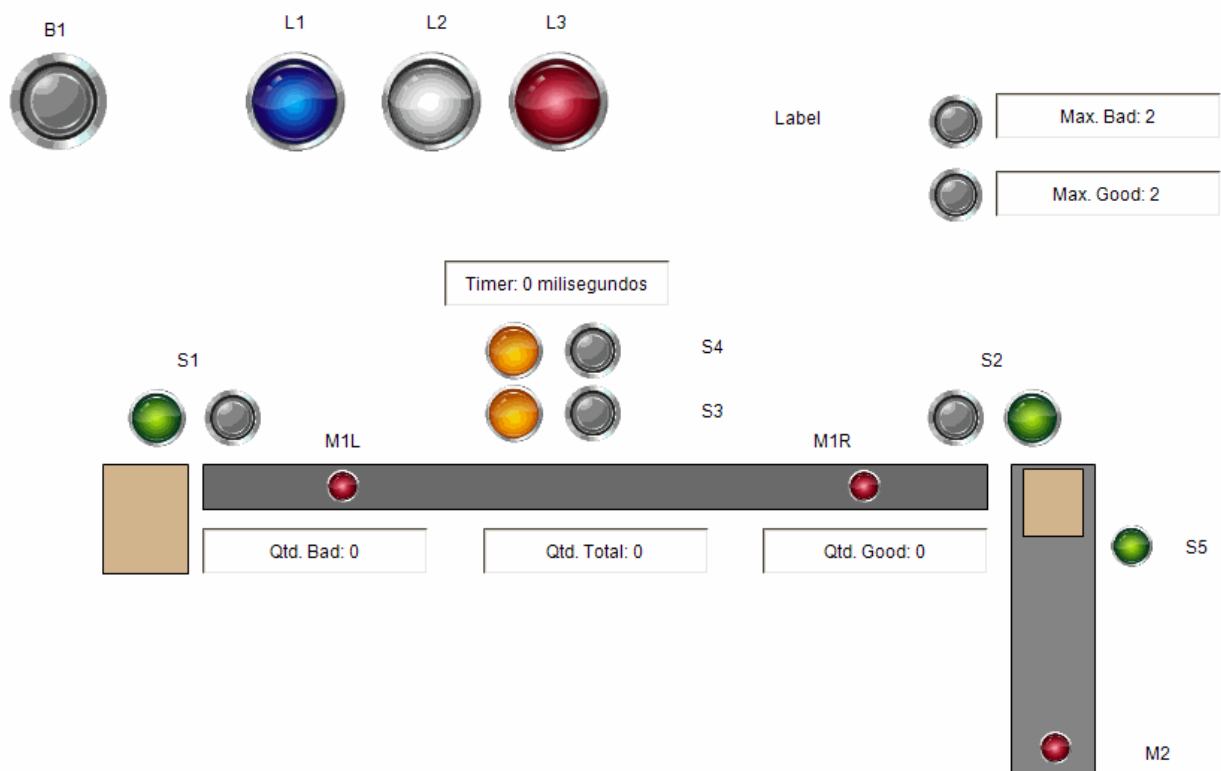 B1
L1
L2
L3
Label
Max. Bad: 2
Max. Good: 2
Timer: 0 milisegundos
S4
S1
S2
S3
M1L
M1R
Qtd. Bad: 0
Qtd. Total: 0
Qtd. Good: 0
S5
M2